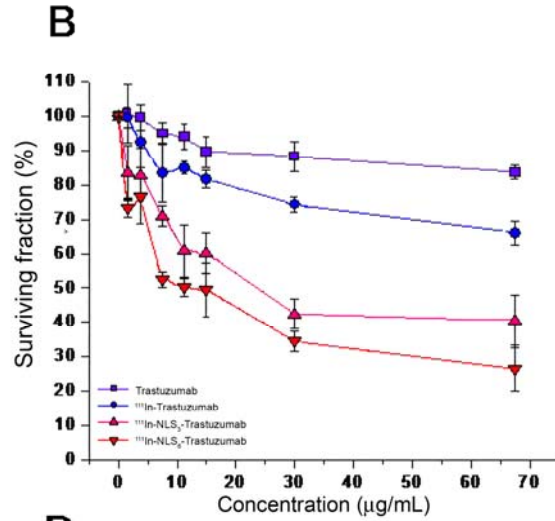 B
110
100
90
80
70
60
50
40
30
20
10
0
Surviving fraction (%)
Trastuzumab
¹¹¹In-Trastuzumab
¹¹¹In-NLS₃-Trastuzumab
¹¹¹In-NLS₆-Trastuzumab
0 10 20 30 40 50 60 70
Concentration (μg/mL)